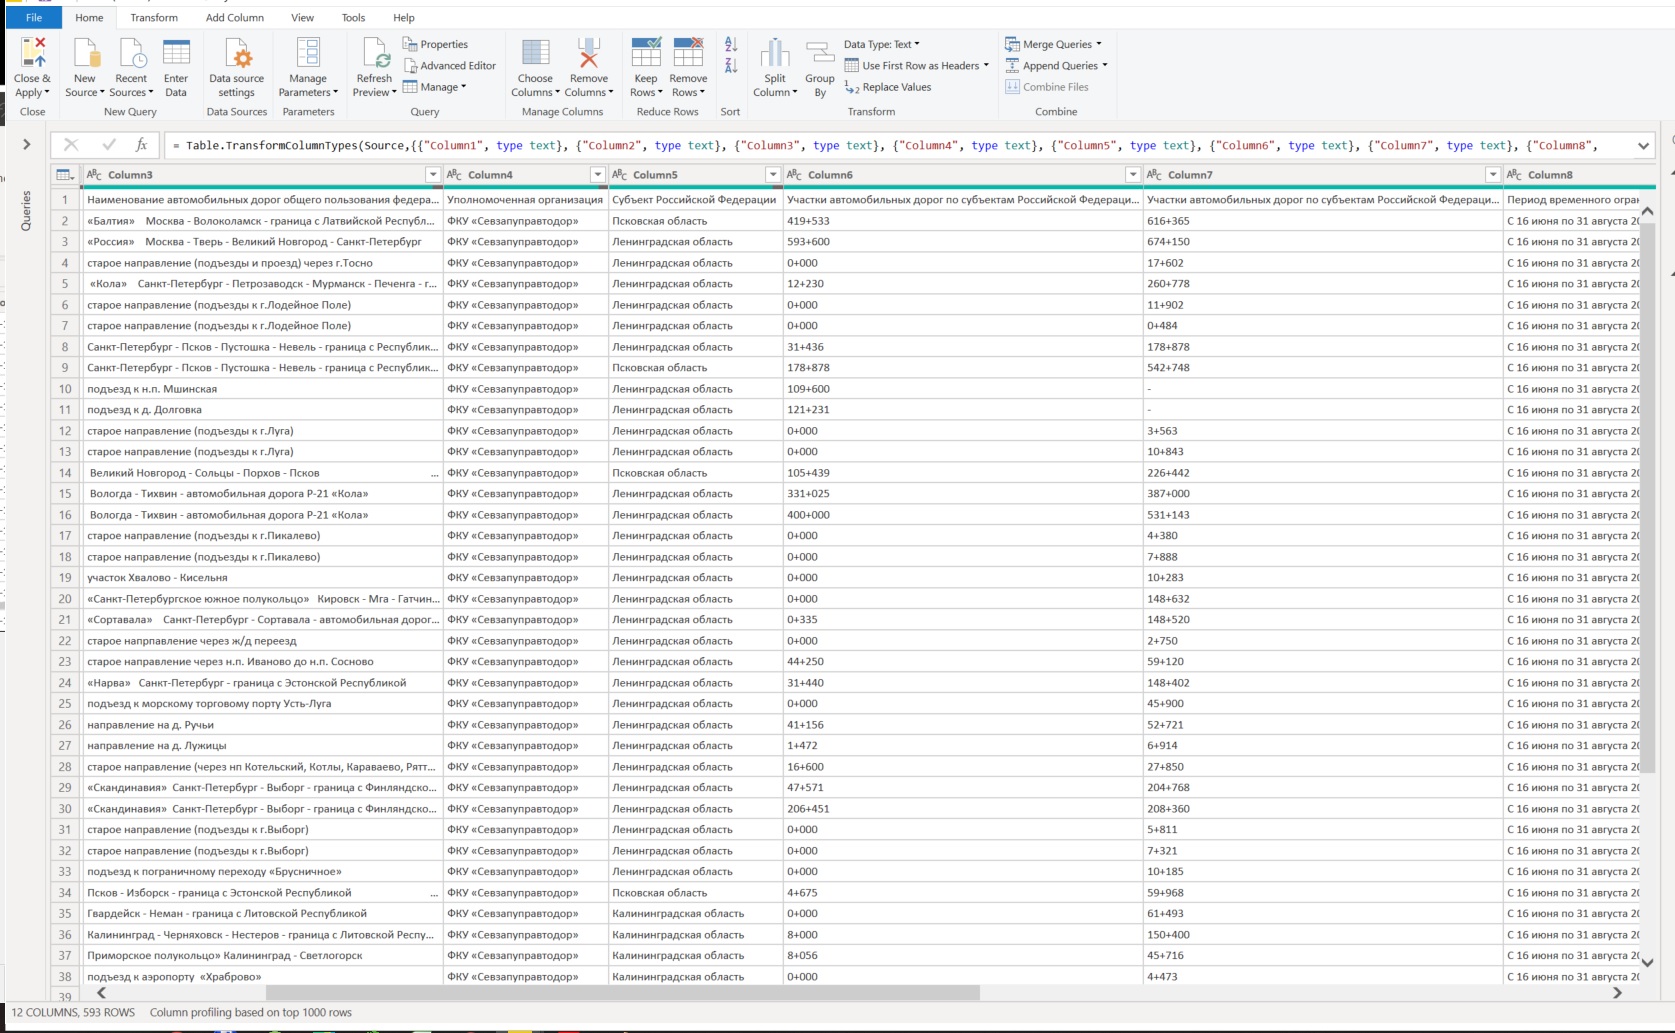 File Home Transform Add Column View Tools Help
Close & Apply New Source Recent Sources Enter Data Data source settings Manage Parameters Refresh Preview Properties Advanced Editor Manage Choose Columns Remove Columns Keep Rows Remove Rows Split Column Group By Data Type: Text Use First Row as Headers Replace Values Merge Queries Append Queries Combine Files
Close New Query Data Sources Parameters Query Manage Columns Reduce Rows Sort Transform Combine
fx = Table.TransformColumnTypes(Source,{{"Column1", type text}, {"Column2", type text}, {"Column3", type text}, {"Column4", type text}, {"Column5", type text}, {"Column6", type text}, {"Column7", type text}, {"Column8",
Queries
Column3 Column4 Column5 Column6 Column7 Column8
1 Наименование автомобильных дорог общего пользования федера... Уполномоченная организация Субъект Российской Федерации Участки автомобильных дорог по субъектам Российской Федераци... Участки автомобильных дорог по субъектам Российской Федераци... Период временного огран
2 «Балтия» Москва - Волоколамск - граница с Латвийской Республ... ФКУ «Севзапуправтодор» Псковская область 419+533 616+365 С 16 июня по 31 августа 20
3 «Россия» Москва - Тверь - Великий Новгород - Санкт-Петербург ФКУ «Севзапуправтодор» Ленинградская область 593+600 674+150 С 16 июня по 31 августа 20
4 старое направление (подъезды и проезд) через г.Тосно ФКУ «Севзапуправтодор» Ленинградская область 0+000 17+602 С 16 июня по 31 августа 20
5 «Кола» Санкт-Петербург - Петрозаводск - Мурманск - Печенга - г... ФКУ «Севзапуправтодор» Ленинградская область 12+230 260+778 С 16 июня по 31 августа 20
6 старое направление (подъезды к г.Лодейное Поле) ФКУ «Севзапуправтодор» Ленинградская область 0+000 11+902 С 16 июня по 31 августа 20
7 старое направление (подъезды к г.Лодейное Поле) ФКУ «Севзапуправтодор» Ленинградская область 0+000 0+484 С 16 июня по 31 августа 20
8 Санкт-Петербург - Псков - Пустошка - Невель - граница с Республик... ФКУ «Севзапуправтодор» Ленинградская область 31+436 178+878 С 16 июня по 31 августа 20
9 Санкт-Петербург - Псков - Пустошка - Невель - граница с Республик... ФКУ «Севзапуправтодор» Псковская область 178+878 542+748 С 16 июня по 31 августа 20
10 подъезд к н.п. Мшинская ФКУ «Севзапуправтодор» Ленинградская область 109+600 - С 16 июня по 31 августа 20
11 подъезд к д. Долговка ФКУ «Севзапуправтодор» Ленинградская область 121+231 - С 16 июня по 31 августа 20
12 старое направление (подъезды к г.Луга) ФКУ «Севзапуправтодор» Ленинградская область 0+000 3+563 С 16 июня по 31 августа 20
13 старое направление (подъезды к г.Луга) ФКУ «Севзапуправтодор» Ленинградская область 0+000 10+843 С 16 июня по 31 августа 20
14 Великий Новгород - Сольцы - Порхов - Псков ... ФКУ «Севзапуправтодор» Псковская область 105+439 226+442 С 16 июня по 31 августа 20
15 Вологда - Тихвин - автомобильная дорога Р-21 «Кола» ФКУ «Севзапуправтодор» Ленинградская область 331+025 387+000 С 16 июня по 31 августа 20
16 Вологда - Тихвин - автомобильная дорога Р-21 «Кола» ФКУ «Севзапуправтодор» Ленинградская область 400+000 531+143 С 16 июня по 31 августа 20
17 старое направление (подъезды к г.Пикалево) ФКУ «Севзапуправтодор» Ленинградская область 0+000 4+380 С 16 июня по 31 августа 20
18 старое направление (подъезды к г.Пикалево) ФКУ «Севзапуправтодор» Ленинградская область 0+000 7+888 С 16 июня по 31 августа 20
19 участок Хвалово - Кисельня ФКУ «Севзапуправтодор» Ленинградская область 0+000 10+283 С 16 июня по 31 августа 20
20 «Санкт-Петербургское южное полукольцо» Кировск - Мга - Гатчин... ФКУ «Севзапуправтодор» Ленинградская область 0+000 148+632 С 16 июня по 31 августа 20
21 «Сортавала» Санкт-Петербург - Сортавала - автомобильная дорог... ФКУ «Севзапуправтодор» Ленинградская область 0+335 148+520 С 16 июня по 31 августа 20
22 старое напрпавление через ж/д переезд ФКУ «Севзапуправтодор» Ленинградская область 0+000 2+750 С 16 июня по 31 августа 20
23 старое направление через н.п. Иваново до н.п. Сосново ФКУ «Севзапуправтодор» Ленинградская область 44+250 59+120 С 16 июня по 31 августа 20
24 «Нарва» Санкт-Петербург - граница с Эстонской Республикой ФКУ «Севзапуправтодор» Ленинградская область 31+440 148+402 С 16 июня по 31 августа 20
25 подъезд к морскому торговому порту Усть-Луга ФКУ «Севзапуправтодор» Ленинградская область 0+000 45+900 С 16 июня по 31 августа 20
26 направление на д. Ручьи ФКУ «Севзапуправтодор» Ленинградская область 41+156 52+721 С 16 июня по 31 августа 20
27 направление на д. Лужицы ФКУ «Севзапуправтодор» Ленинградская область 1+472 6+914 С 16 июня по 31 августа 20
28 старое направление (через нп Котельский, Котлы, Караваево, Рятт... ФКУ «Севзапуправтодор» Ленинградская область 16+600 27+850 С 16 июня по 31 августа 20
29 «Скандинавия» Санкт-Петербург - Выборг - граница с Финляндско... ФКУ «Севзапуправтодор» Ленинградская область 47+571 204+768 С 16 июня по 31 августа 20
30 «Скандинавия» Санкт-Петербург - Выборг - граница с Финляндско... ФКУ «Севзапуправтодор» Ленинградская область 206+451 208+360 С 16 июня по 31 августа 20
31 старое направление (подъезды к г.Выборг) ФКУ «Севзапуправтодор» Ленинградская область 0+000 5+811 С 16 июня по 31 августа 20
32 старое направление (подъезды к г.Выборг) ФКУ «Севзапуправтодор» Ленинградская область 0+000 7+321 С 16 июня по 31 августа 20
33 подъезд к пограничному переходу «Брусничное» ФКУ «Севзапуправтодор» Ленинградская область 0+000 10+185 С 16 июня по 31 августа 20
34 Псков - Изборск - граница с Эстонской Республикой ... ФКУ «Севзапуправтодор» Псковская область 4+675 59+968 С 16 июня по 31 августа 20
35 Гвардейск - Неман - граница с Литовской Республикой ФКУ «Севзапуправтодор» Калининградская область 0+000 61+493 С 16 июня по 31 августа 20
36 Калининград - Черняховск - Нестеров - граница с Литовской Респу... ФКУ «Севзапуправтодор» Калининградская область 8+000 150+400 С 16 июня по 31 августа 20
37 Приморское полукольцо» Калининград - Светлогорск ФКУ «Севзапуправтодор» Калининградская область 8+056 45+716 С 16 июня по 31 августа 20
38 подъезд к аэропорту «Храброво» ФКУ «Севзапуправтодор» Калининградская область 0+000 4+473 С 16 июня по 31 августа 20
39
12 COLUMNS, 593 ROWS Column profiling based on top 1000 rows